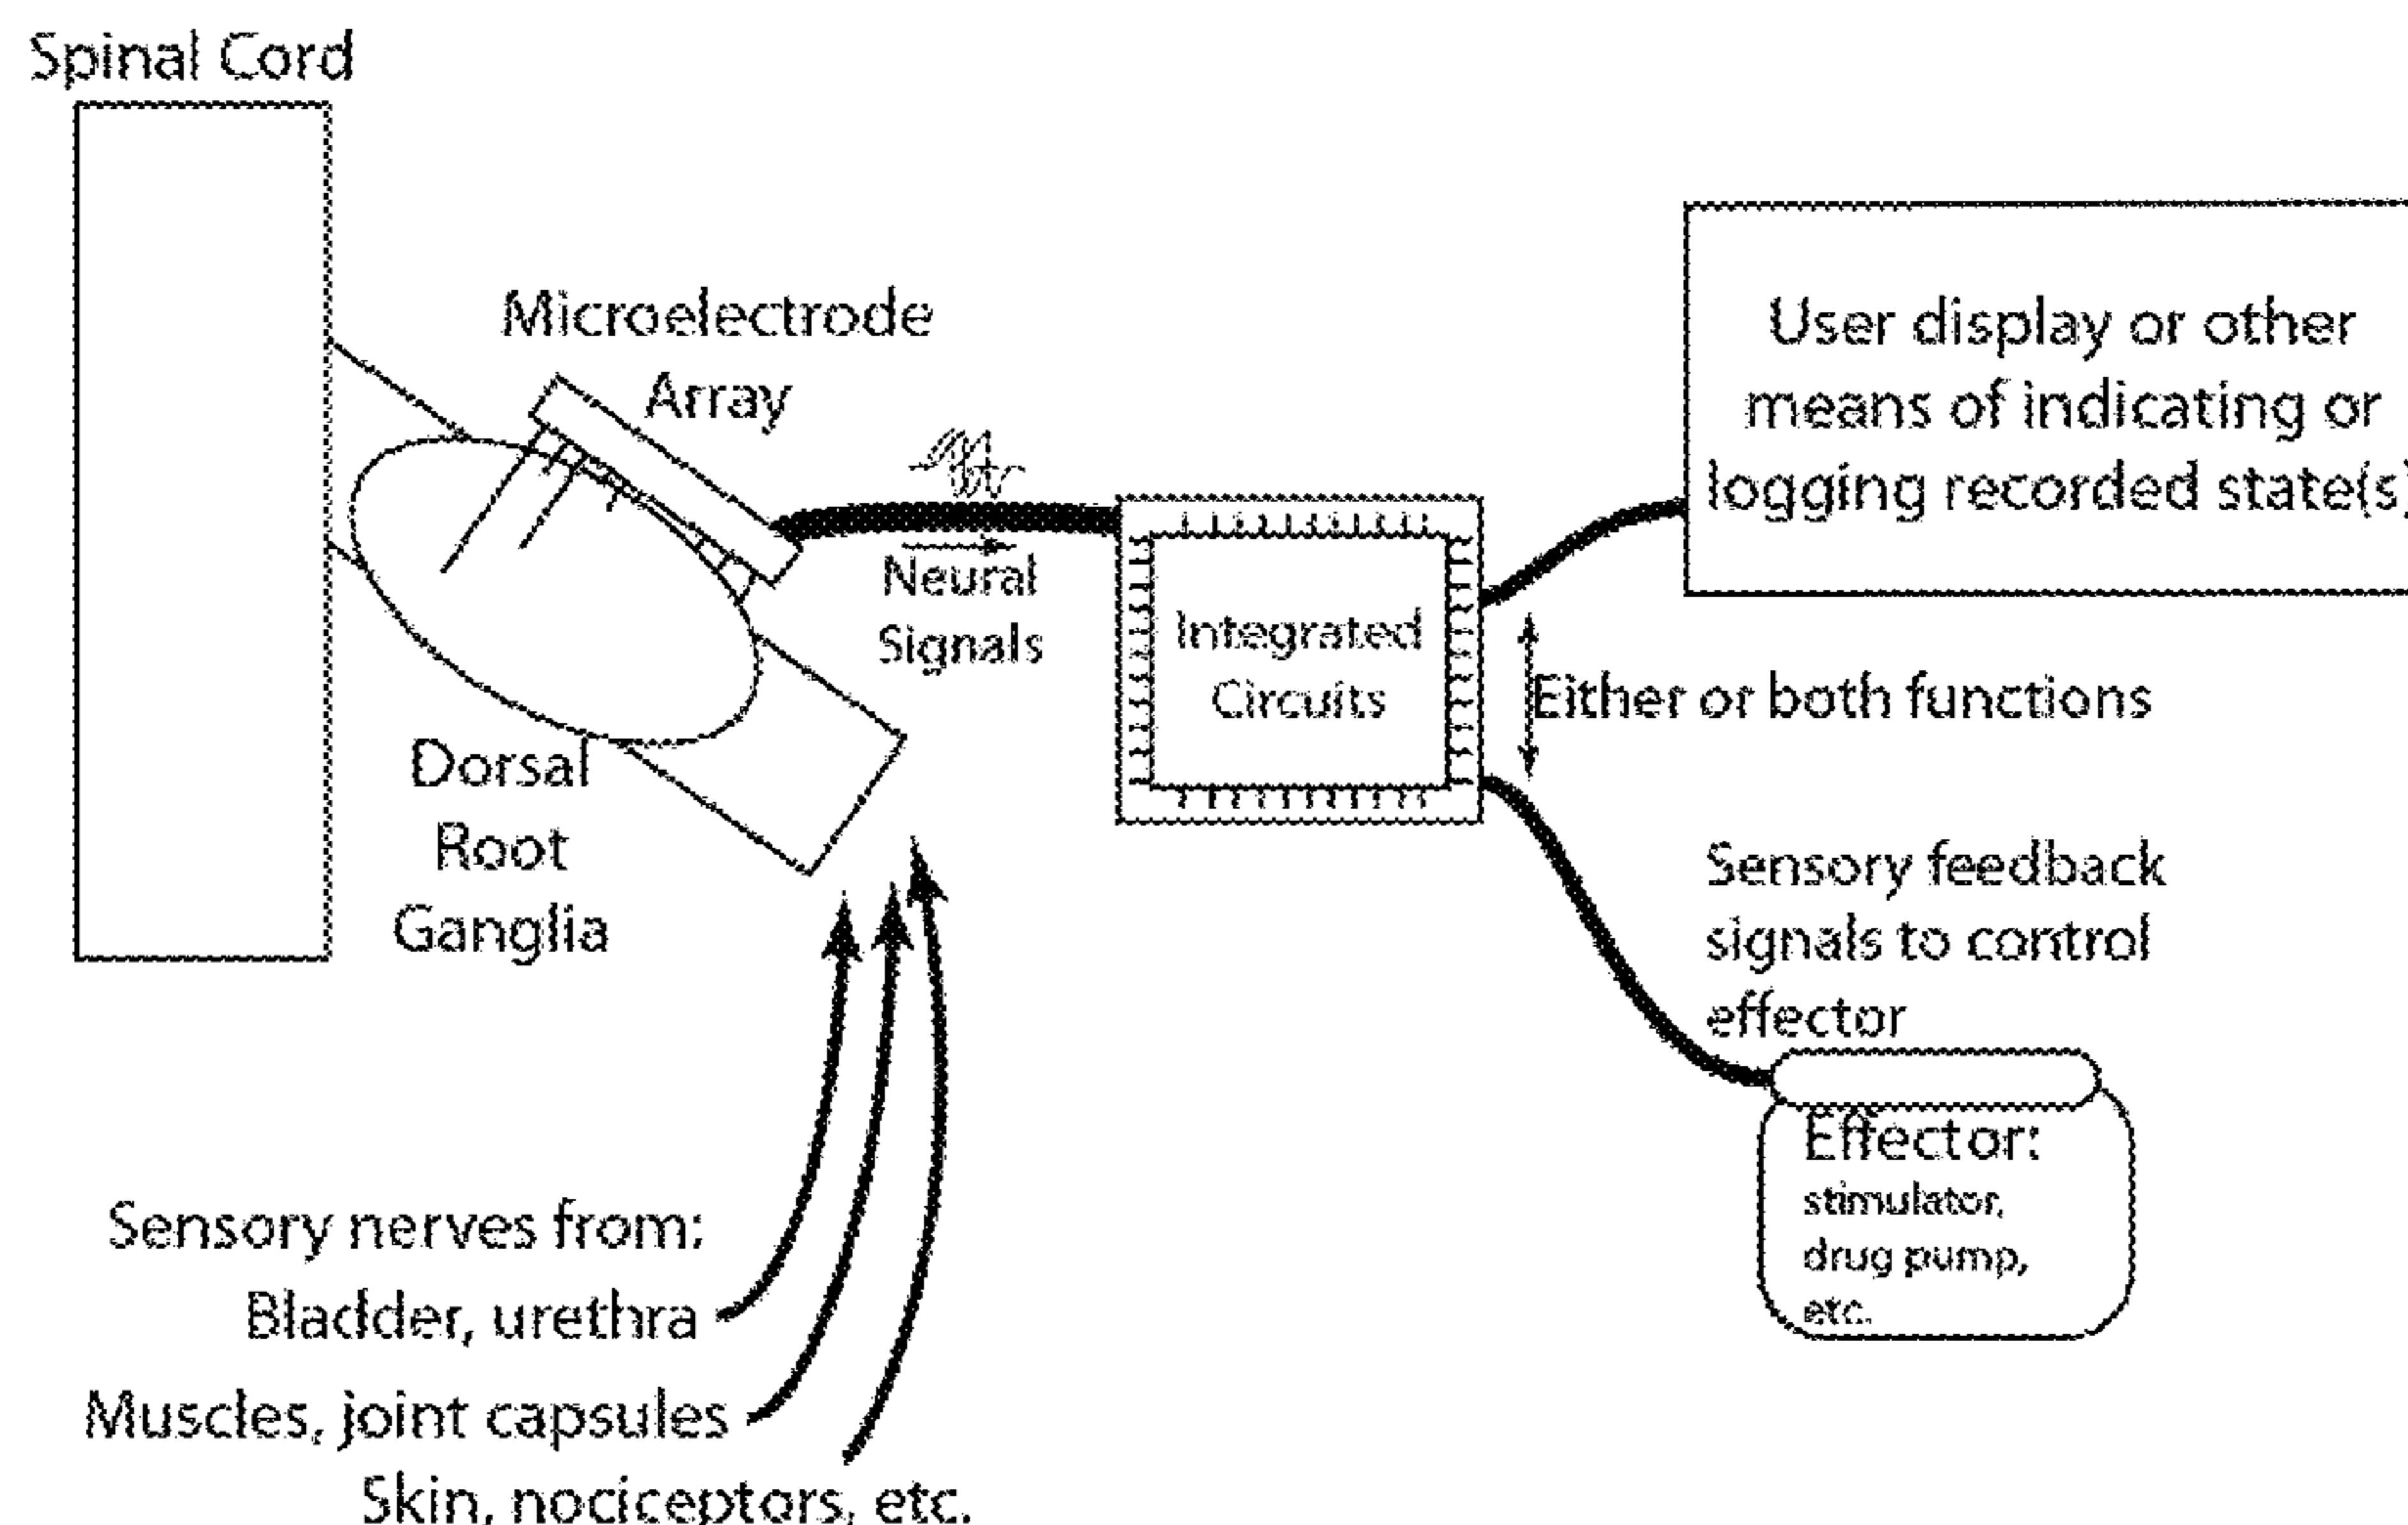 Spinal Cord
Microelectrode
Array
Neural
Signals
Dorsal
Root
Ganglia
Integrated
Circuits
User display or other
means of indicating or
logging recorded state(s)
Either or both functions
Sensory feedback
signals to control
effector
Effector:
stimulator,
drug pump,
etc.
Sensory nerves from:
Bladder, urethra
Muscles, joint capsules
Skin, nociceptors, etc.